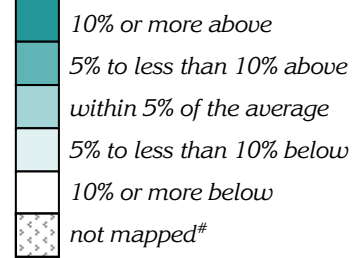 10% or more above
5% to less than 10% above
within 5% of the average
5% to less than 10% below
10% or more below
not mapped#